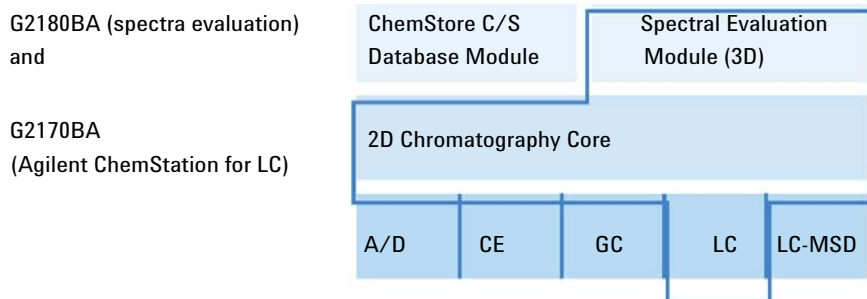 G2180BA (spectra evaluation)
and
G2170BA
(Agilent ChemStation for LC)
ChemStore C/S
Database Module
Spectral Evaluation
Module (3D)
2D Chromatography Core
A/D
CE
GC
LC
LC-MSD